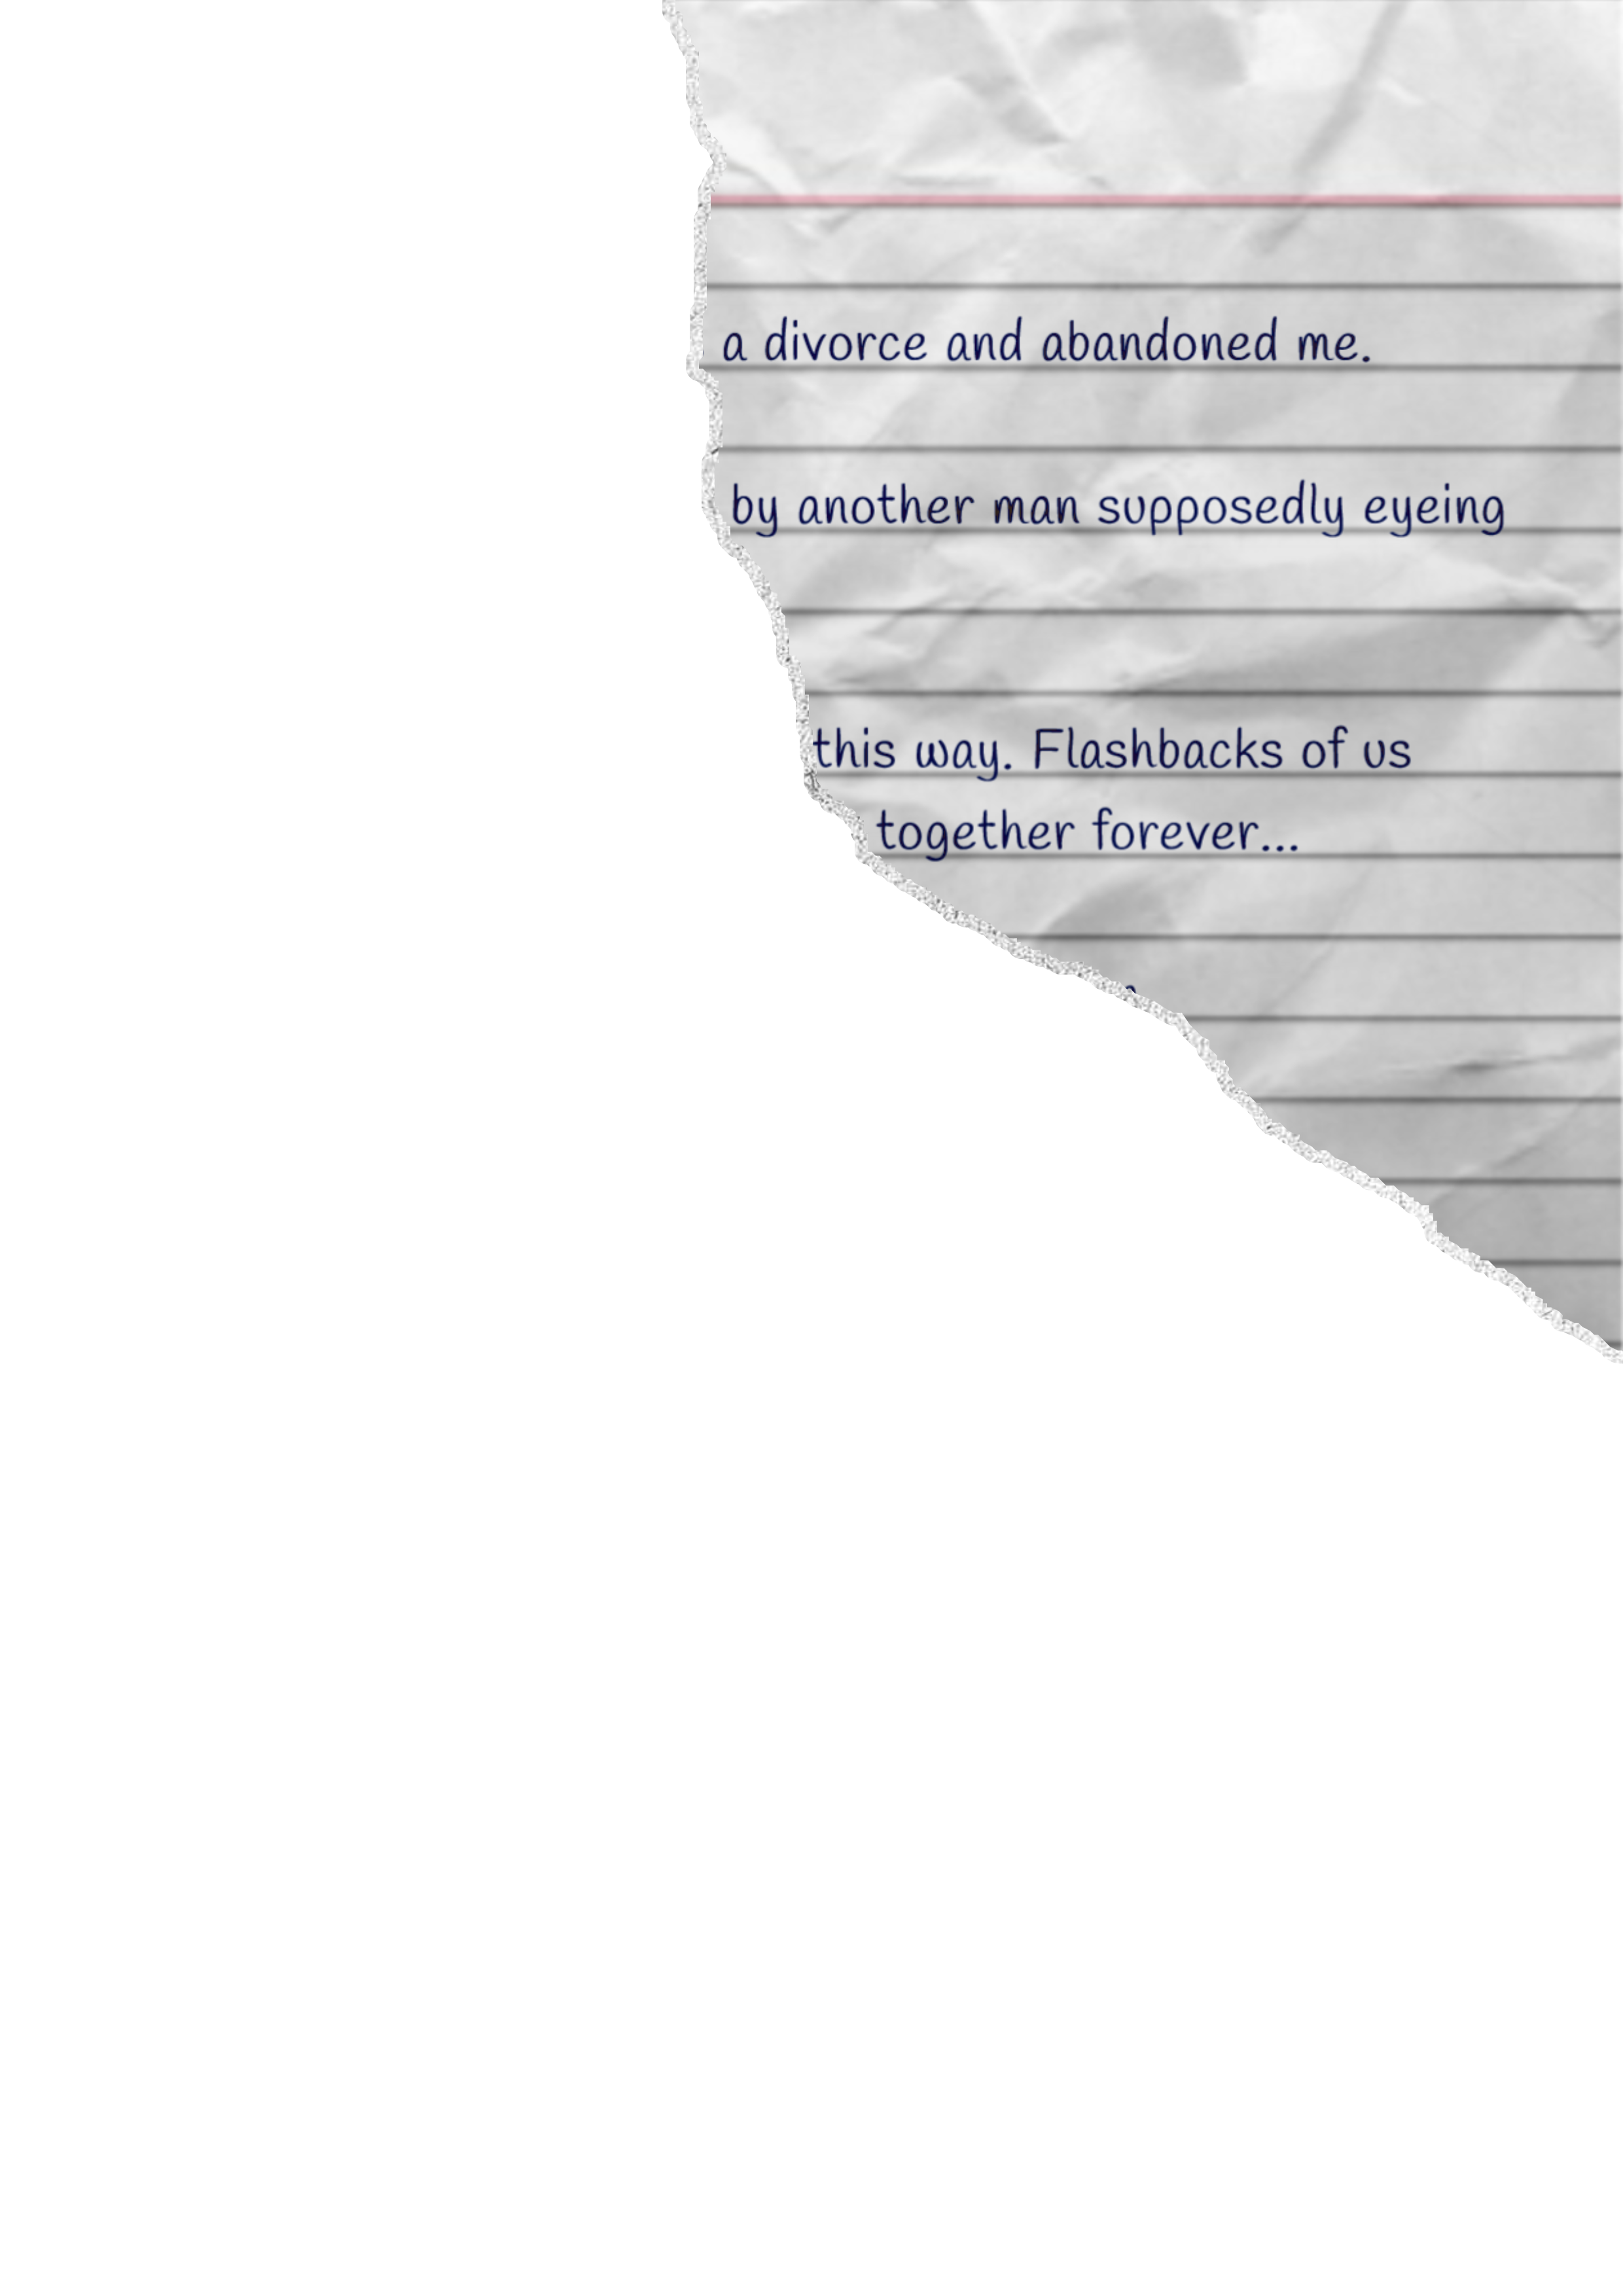 a divorce and abandoned me.
by another man supposedly eyeing
this way. Flashbacks of us
together forever...